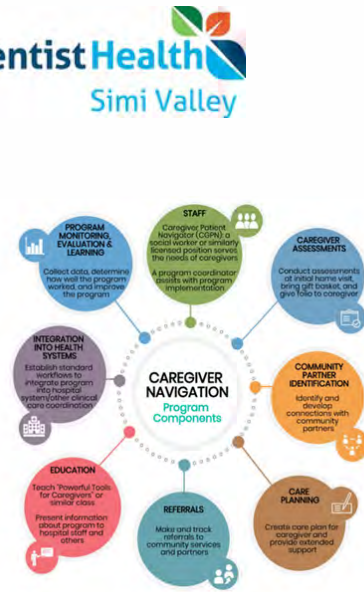 entist Health
Simi Valley
STAFF
Caregiver Patient
Navigator (CGPN): a
social worker or similarly
licensed position serves
the needs of caregivers
A program coordinator
assists with program
implementation
CAREGIVER
ASSESSMENTS
Conduct assessments
at initial home visit,
bring gift basket, and
give folio to caregiver
COMMUNITY
PARTNER
IDENTIFICATION
Identify and
develop
connections with
community
partners
CARE
PLANNING
Create care plan for
caregiver and
provide extended
support
REFERRALS
Make and track
referrals to
community services
and partners
EDUCATION
Teach "Powerful Tools
for Caregivers" or
similar class
Present information
about program to
hospital staff and
others
INTEGRATION
INTO HEALTH
SYSTEMS
Establish standard
workflows to
integrate program
into hospital
system/other clinical
care coordination
PROGRAM
MONITORING,
EVALUATION &
LEARNING
Collect data, determine
how well the program
worked, and improve
the program
CAREGIVER
NAVIGATION
Program
Components